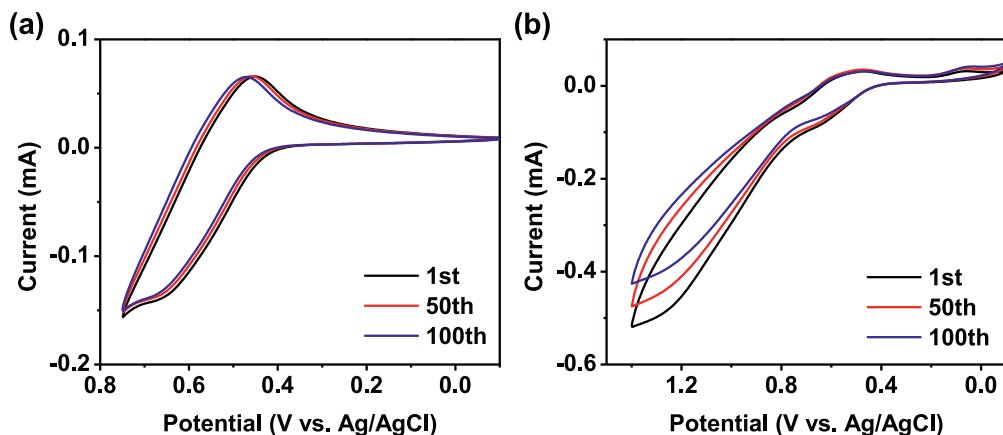 (a)
0.1
0.0
-0.1
-0.2
Current (mA)
1st
50th
100th
0.8 0.6 0.4 0.2 0.0
Potential (V vs. Ag/AgCl)
(b)
0.0
-0.2
-0.4
-0.6
Current (mA)
1st
50th
100th
1.2 0.8 0.4 0.0
Potential (V vs. Ag/AgCl)